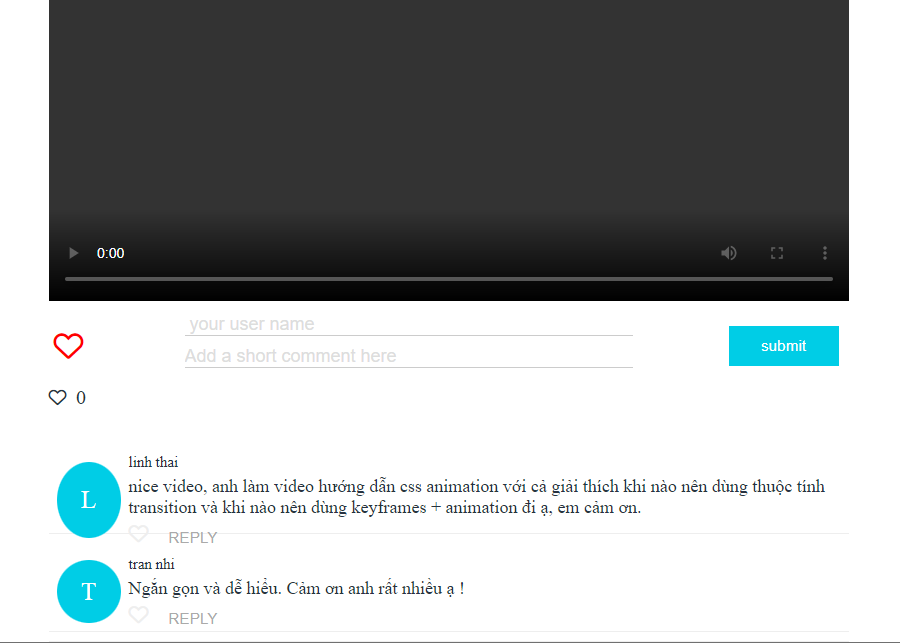 0:00
your user name
Add a short comment here
submit
0
linh thai
L
nice video, anh làm video hướng dẫn css animation với cả giải thích khi nào nên dùng thuộc tính
transition và khi nào nên dùng keyframes + animation đi ạ, em cảm ơn.
REPLY
tran nhi
T
Ngắn gọn và dễ hiểu. Cảm ơn anh rất nhiều ạ !
REPLY